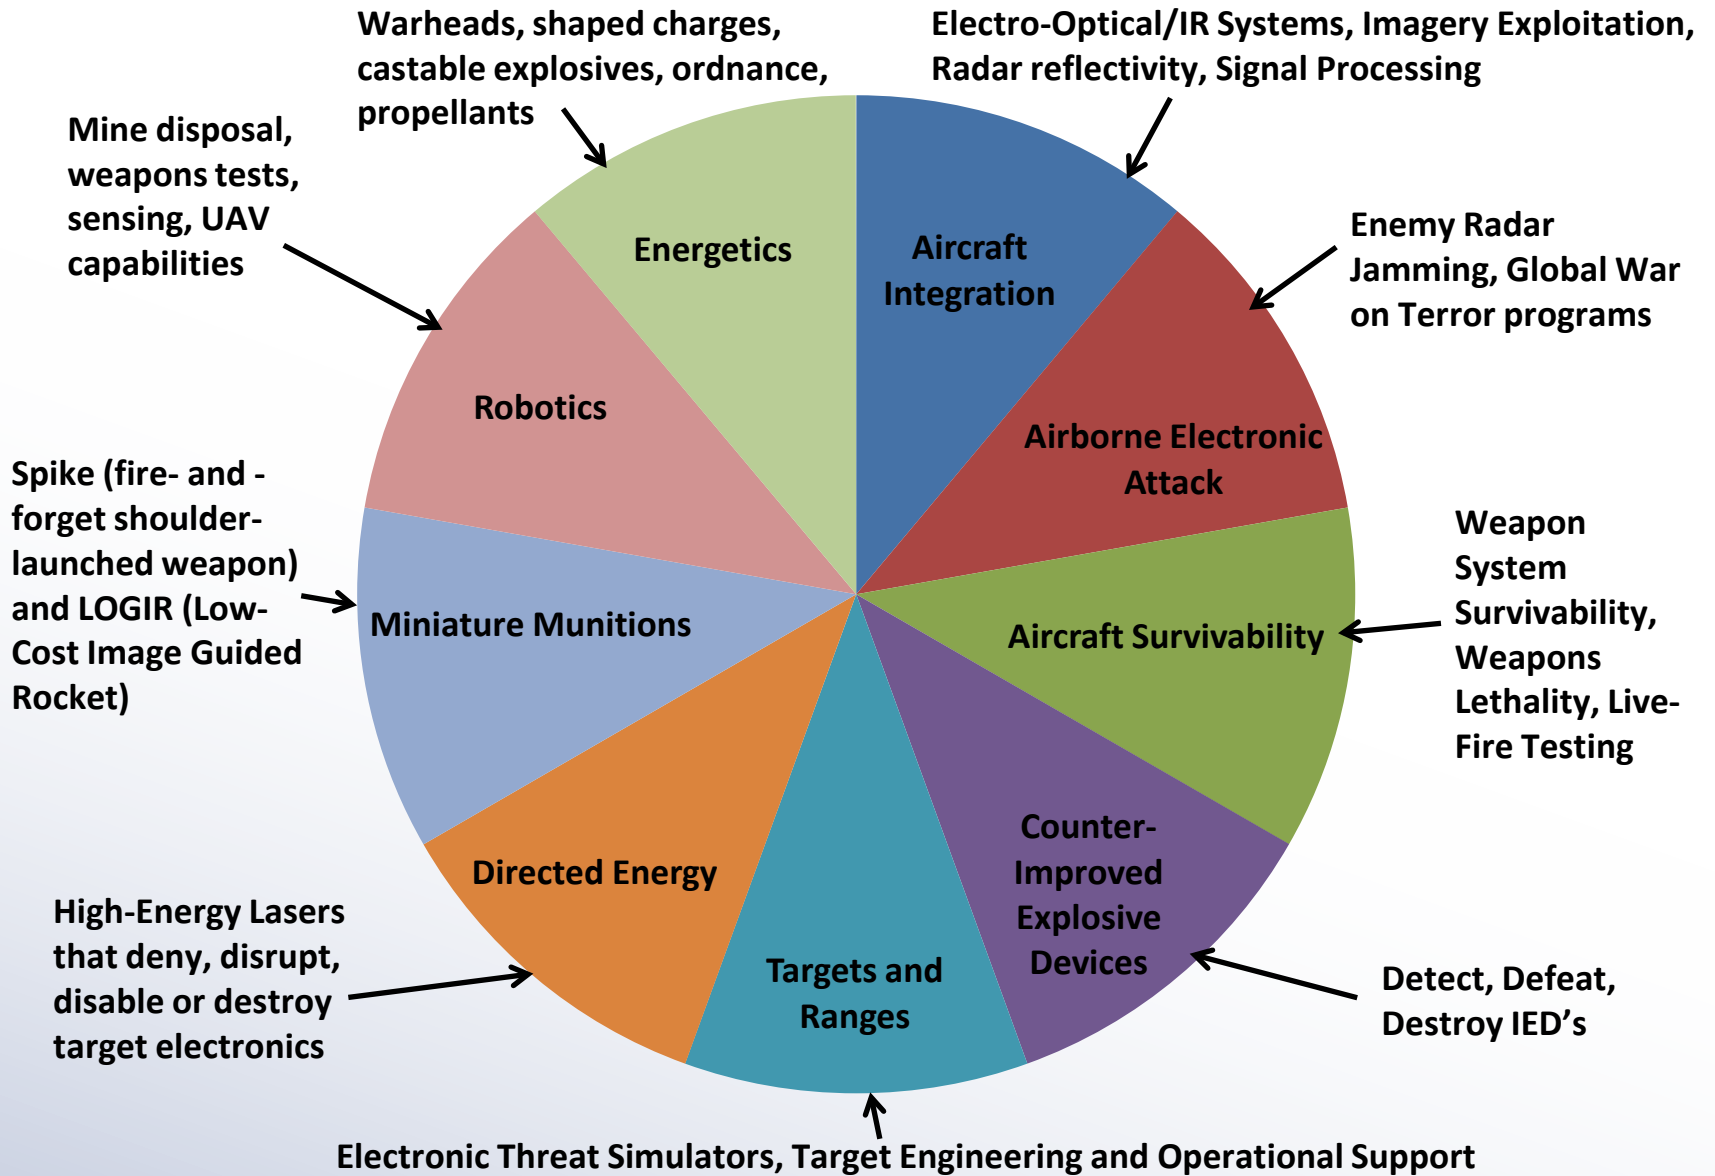 Warheads, shaped charges,
castable explosives, ordnance,
propellants
Electro-Optical/IR Systems, Imagery Exploitation,
Radar reflectivity, Signal Processing
Mine disposal,
weapons tests,
sensing, UAV
capabilities
Enemy Radar
Jamming, Global War
on Terror programs
Energetics
Aircraft
Integration
Robotics
Airborne Electronic
Attack
Spike (fire- and -
forget shoulder-
launched weapon)
and LOGIR (Low-
Cost Image Guided
Rocket)
Miniature Munitions
Aircraft Survivability
Weapon
System
Survivability,
Weapons
Lethality, Live-
Fire Testing
Directed Energy
Counter-
Improved
Explosive
Devices
Targets and
Ranges
High-Energy Lasers
that deny, disrupt,
disable or destroy
target electronics
Detect, Defeat,
Destroy IED’s
Electronic Threat Simulators, Target Engineering and Operational Support